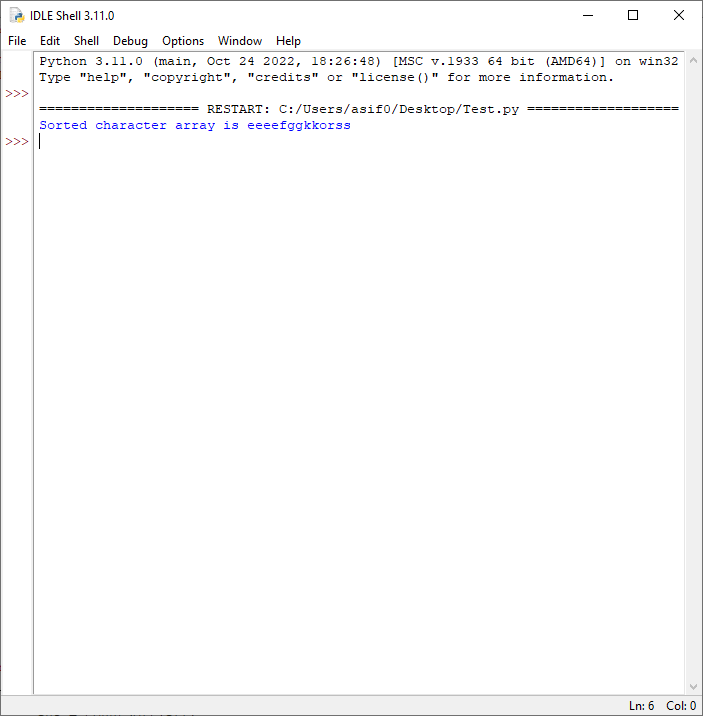 IDLE Shell 3.11.0
File Edit Shell Debug Options Window Help
Python 3.11.0 (main, Oct 24 2022, 18:26:48) [MSC v.1933 64 bit (AMD64)] on win32
Type "help", "copyright", "credits" or "license()" for more information.
>>>
==================== RESTART: C:/Users/asif0/Desktop/Test.py ===================
Sorted character array is eeeefggkkorss
>>>
Ln: 6 Col: 0